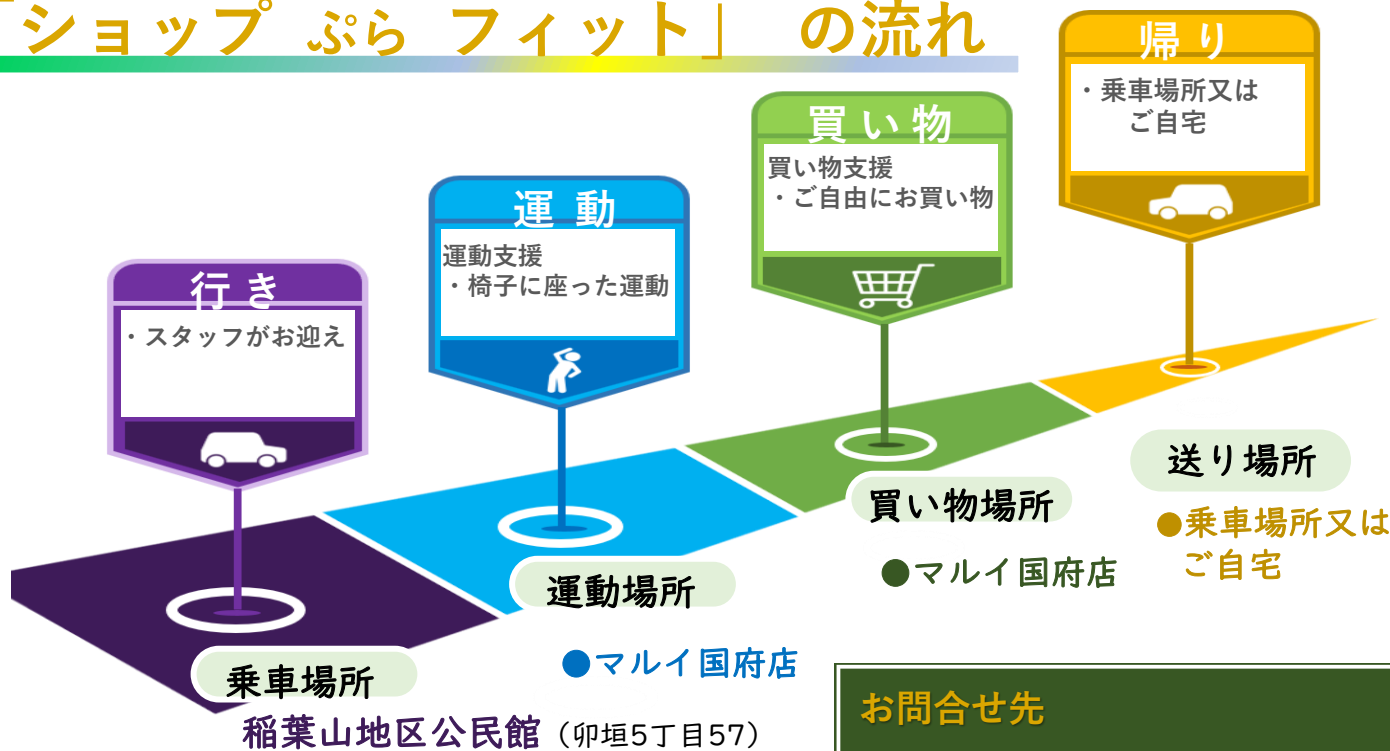 「ショップ ぷら フィット」 の流れ
行き
・スタッフがお迎え
乗車場所
稲葉山地区公民館（卯垣5丁目57）
運動
運動支援
・椅子に座った運動
運動場所
●マルイ国府店
買い物
買い物支援
・ご自由にお買い物
買い物場所
●マルイ国府店
帰り
・乗車場所又は
ご自宅
送り場所
●乗車場所又は
ご自宅
お問合せ先